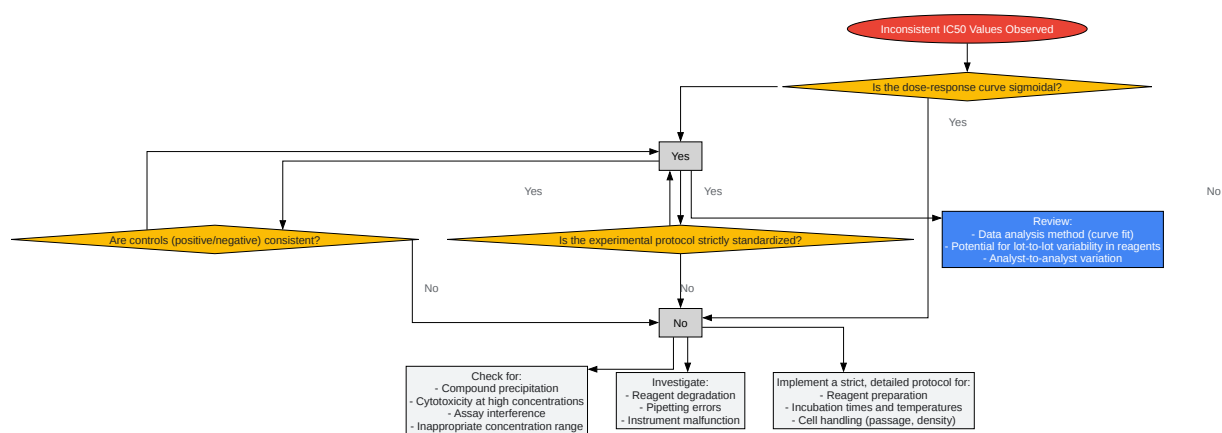 Inconsistent IC50 Values Observed
Is the dose-response curve sigmoidal?
Yes
Yes
Yes
Yes
No
Are controls (positive/negative) consistent?
Is the experimental protocol strictly standardized?
Review:
- Data analysis method (curve fit)
- Potential for lot-to-lot variability in reagents
- Analyst-to-analyst variation
No
No
No
Check for:
- Compound precipitation
- Cytotoxicity at high concentrations
- Assay interference
- Inappropriate concentration range
Investigate:
- Reagent degradation
- Pipetting errors
- Instrument malfunction
Implement a strict, detailed protocol for:
- Reagent preparation
- Incubation times and temperatures
- Cell handling (passage, density)